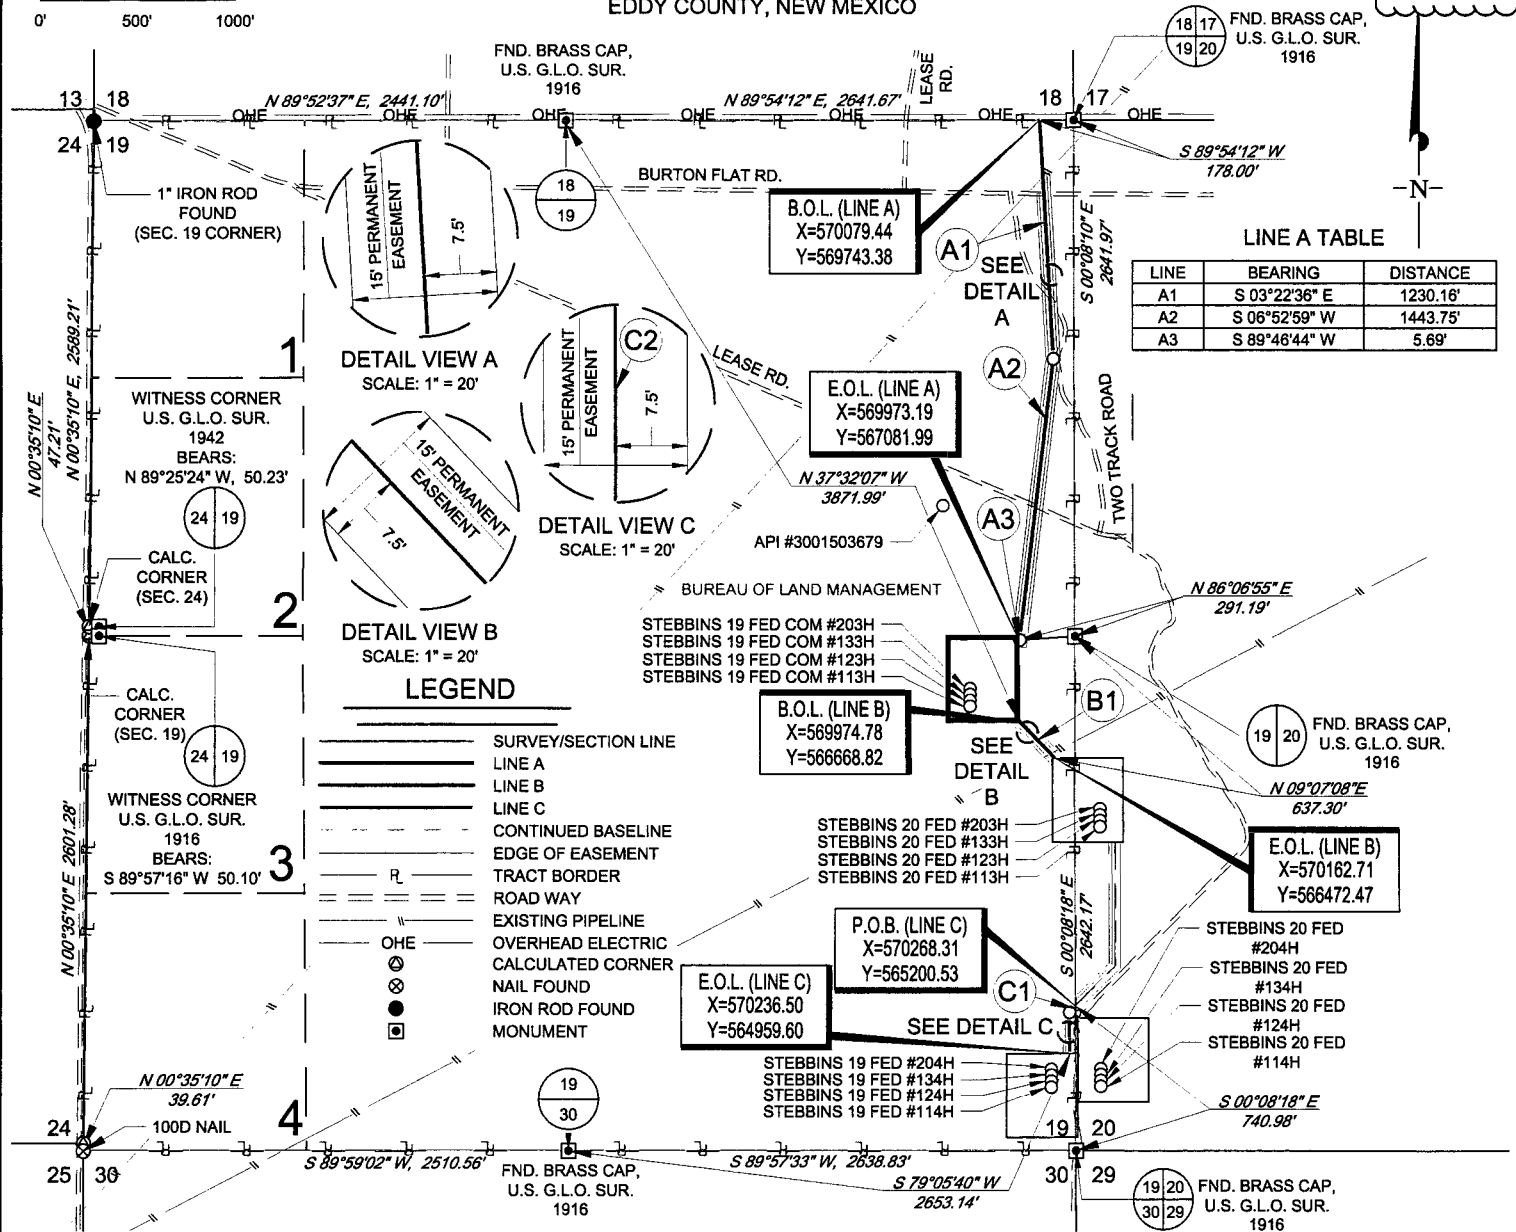 EDDY COUNTY, NEW MEXICO
0' 500' 1000'
FND. BRASS CAP,
U.S. G.L.O. SUR.
1916
18 17
19 20
FND. BRASS CAP,
U.S. G.L.O. SUR.
1916
LEASE
RD.
13 18
24 19
N 89°52'37" E, 2441.10'
N 89°54'12" E, 2641.67'
OHE OHE OHE OHE OHE OHE
18 17
S 89°54'12" W
178.00'
-N-
1" IRON ROD
FOUND
(SEC. 19 CORNER)
18
19
BURTON FLAT RD.
B.O.L. (LINE A)
X=570079.44
Y=569743.38
A1
SEE
DETAIL
A
S 00°08'10" E
2641.97'
LINE A TABLE
LINE BEARING DISTANCE
A1 S 03°22'36" E 1230.16'
A2 S 06°52'59" W 1443.75'
A3 S 89°46'44" W 5.69'
15' PERMANENT
EASEMENT
7.5'
DETAIL VIEW A
SCALE: 1" = 20'
15' PERMANENT
EASEMENT
C2
7.5'
DETAIL VIEW C
SCALE: 1" = 20'
15' PERMANENT
EASEMENT
7.5'
DETAIL VIEW B
SCALE: 1" = 20'
LEASE RD.
A2
E.O.L. (LINE A)
X=569973.19
Y=567081.99
TWO TRACK ROAD
N 37°32'07" W
3871.99'
A3
API #3001503679
BUREAU OF LAND MANAGEMENT
N 86°06'55" E
291.19'
1
N 00°35'10" E, 2589.21'
N 00°35'10" E
47.21'
WITNESS CORNER
U.S. G.L.O. SUR.
1942
BEARS:
N 89°25'24" W, 50.23'
24 19
CALC.
CORNER
(SEC. 24)
2
CALC.
CORNER
(SEC. 19)
24 19
WITNESS CORNER
U.S. G.L.O. SUR.
1916
BEARS:
S 89°57'16" W 50.10'
3
N 00°35'10" E 2601.28'
STEBBINS 19 FED COM #203H
STEBBINS 19 FED COM #133H
STEBBINS 19 FED COM #123H
STEBBINS 19 FED COM #113H
B.O.L. (LINE B)
X=569974.78
Y=566668.82
B1
SEE
DETAIL
B
19 20
FND. BRASS CAP,
U.S. G.L.O. SUR.
1916
N 09°07'08"E
637.30'
STEBBINS 20 FED #203H
STEBBINS 20 FED #133H
STEBBINS 20 FED #123H
STEBBINS 20 FED #113H
E.O.L. (LINE B)
X=570162.71
Y=566472.47
LEGEND
SURVEY/SECTION LINE
LINE A
LINE B
LINE C
CONTINUED BASELINE
EDGE OF EASEMENT
TRACT BORDER
ROAD WAY
EXISTING PIPELINE
OHE OVERHEAD ELECTRIC
CALCULATED CORNER
NAIL FOUND
IRON ROD FOUND
MONUMENT
P.O.B. (LINE C)
X=570268.31
Y=565200.53
S 00°08'18" E
2642.17'
E.O.L. (LINE C)
X=570236.50
Y=564959.60
C1
SEE DETAIL C
STEBBINS 20 FED
#204H
STEBBINS 20 FED
#134H
STEBBINS 20 FED
#124H
STEBBINS 20 FED
#114H
STEBBINS 19 FED #204H
STEBBINS 19 FED #134H
STEBBINS 19 FED #124H
STEBBINS 19 FED #114H
S 00°08'18" E
740.98'
N 00°35'10" E
39.61'
100D NAIL
4
24
25 30
19
30
S 89°59'02" W, 2510.56'
FND. BRASS CAP,
U.S. G.L.O. SUR.
1916
S 89°57'33" W, 2638.83'
S 79°05'40" W
2653.14'
19 20
30 29
19 20
30 29
FND. BRASS CAP,
U.S. G.L.O. SUR.
1916